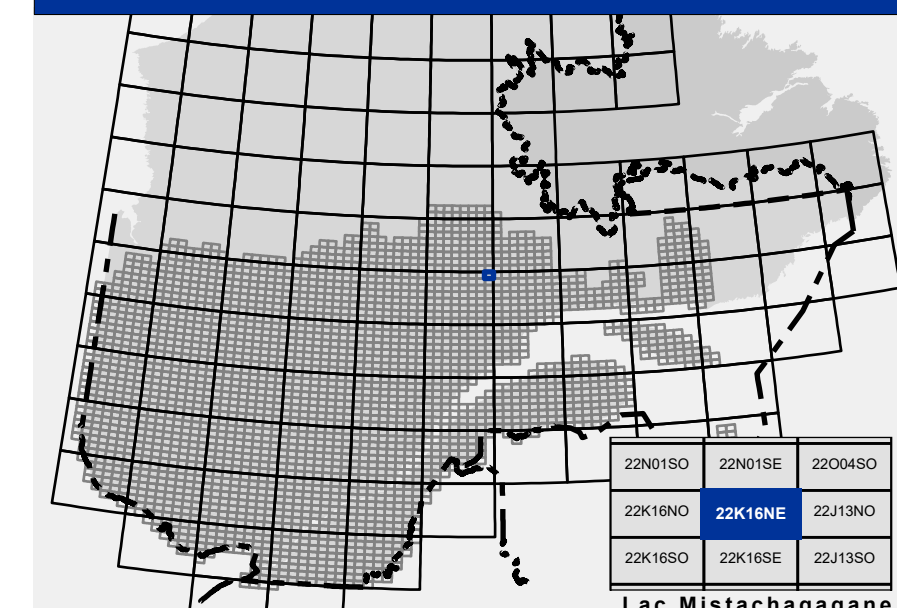 22N01SO 22N01SE 22O04SO
22K16NO 22K16NE 22J13NO
22K16SO 22K16SE 22J13SO
Lac Mistachagagane